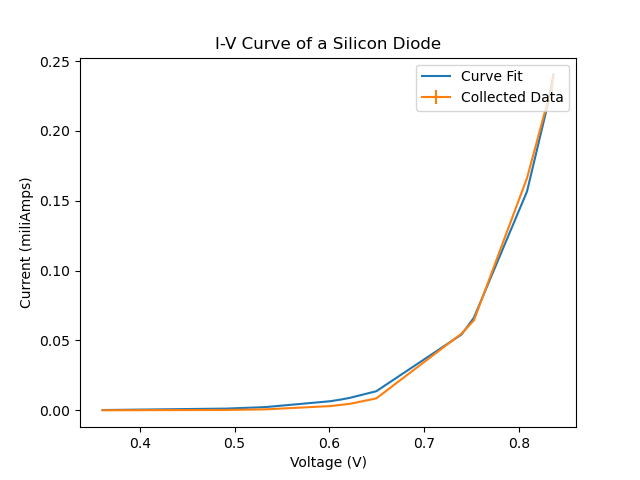 I-V Curve of a Silicon Diode
Curve Fit
Collected Data
0.25
0.20
0.15
0.10
0.05
0.00
Current (miliAmps)
0.4 0.5 0.6 0.7 0.8
Voltage (V)